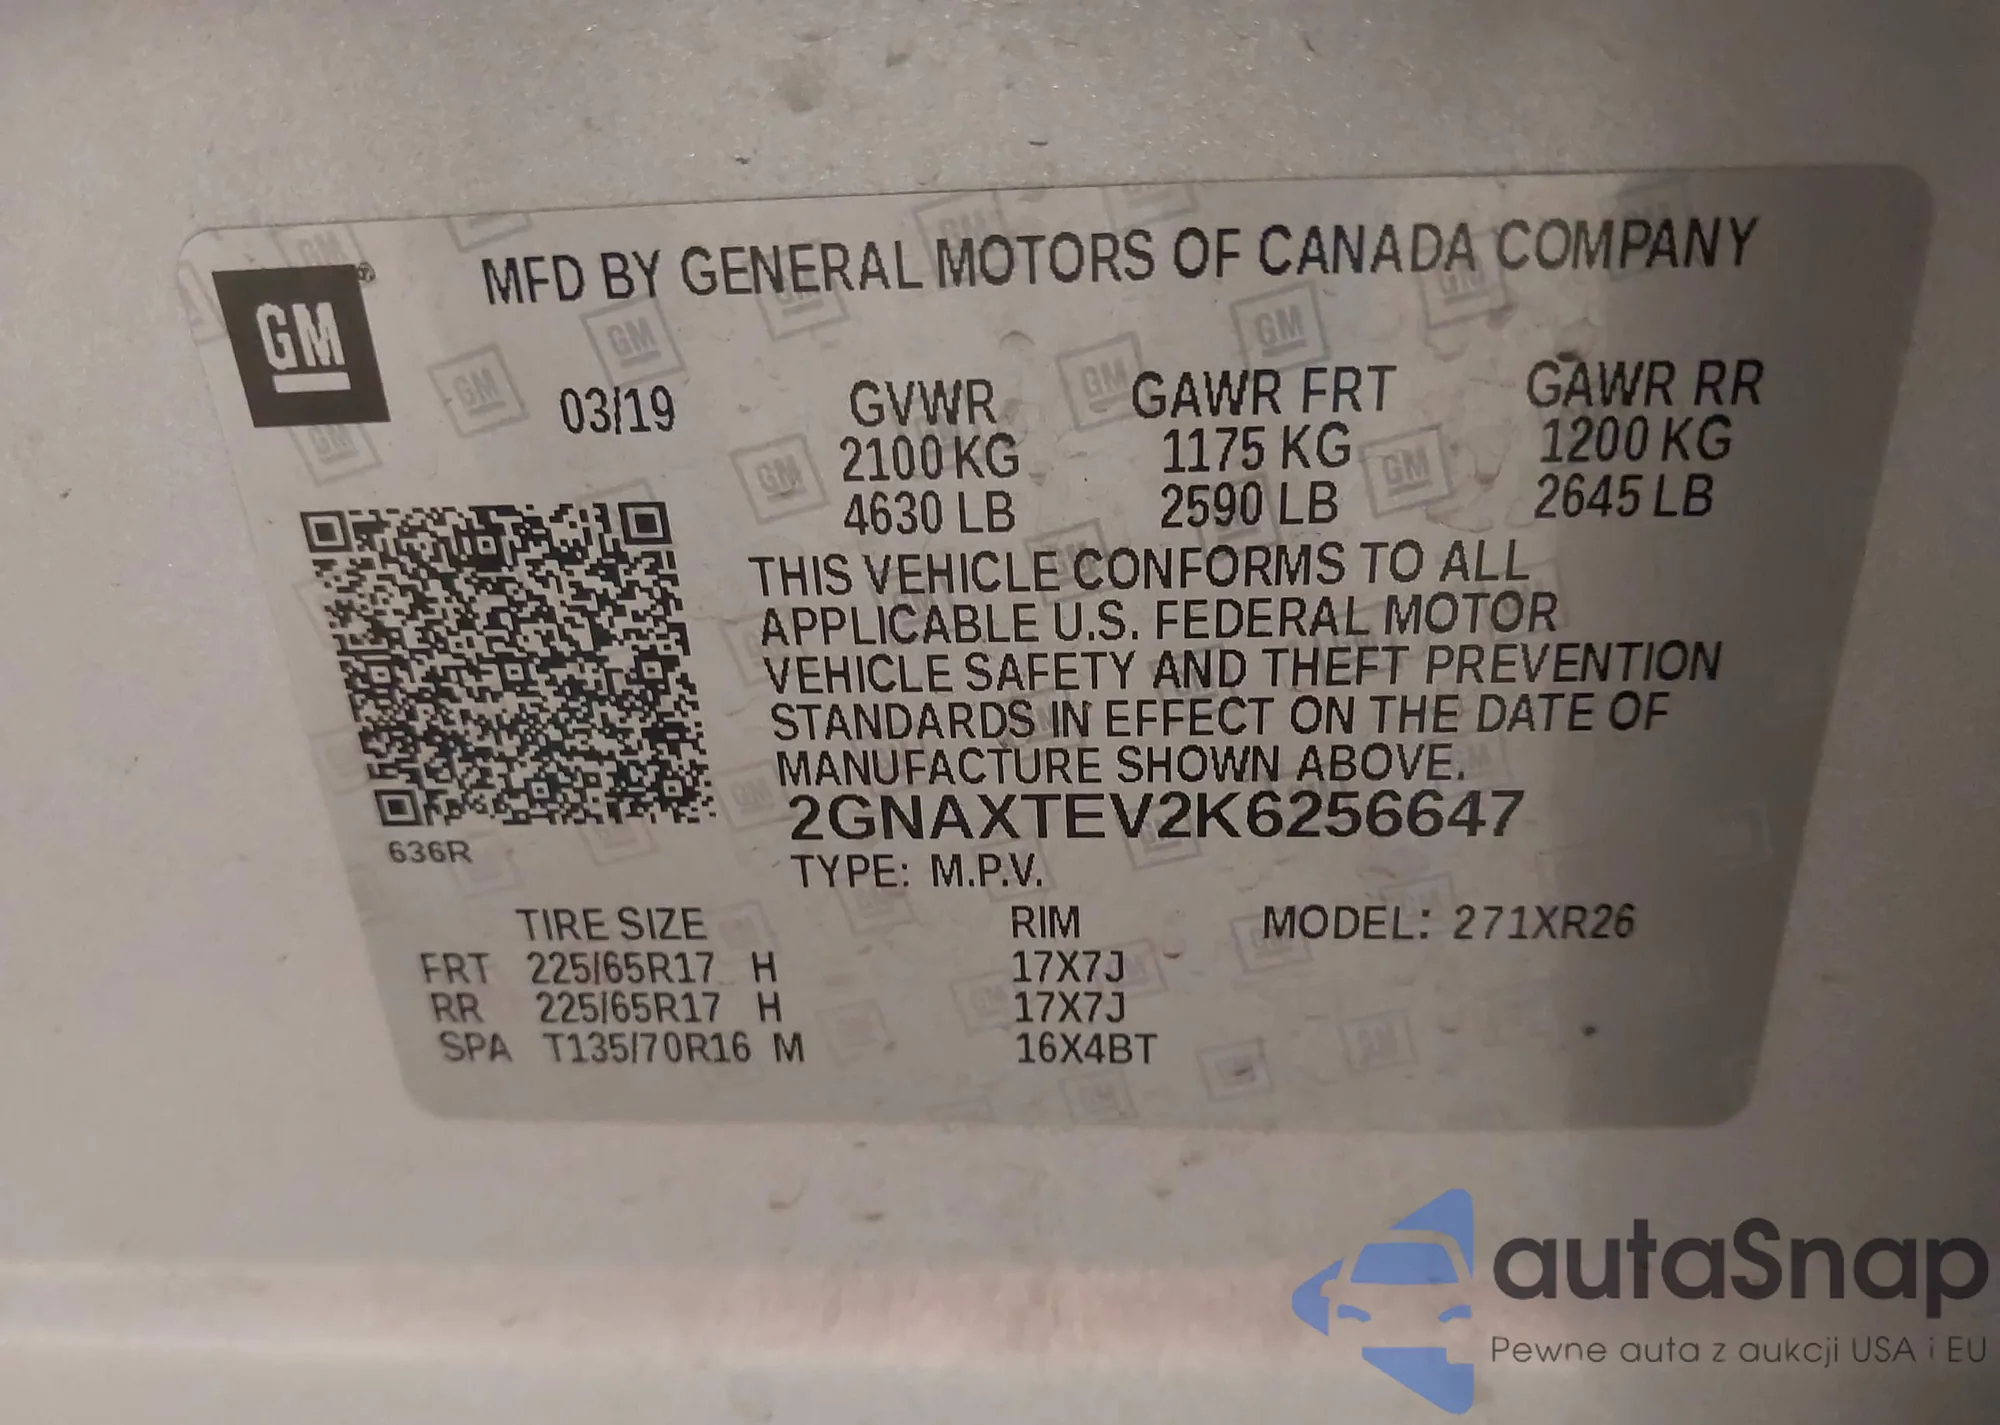 GM
MFD BY GENERAL MOTORS OF CANADA COMPANY
03/19 GVWR GAWR FRT GAWR RR
2100 KG 1175 KG 1200 KG
4630 LB 2590 LB 2645 LB
THIS VEHICLE CONFORMS TO ALL
APPLICABLE U.S. FEDERAL MOTOR
VEHICLE SAFETY AND THEFT PREVENTION
STANDARDS IN EFFECT ON THE DATE OF
MANUFACTURE SHOWN ABOVE.
2GNAXTEV2K6256647
636R
TYPE: M.P.V.
TIRE SIZE RIM MODEL: 271XR26
FRT 225/65R17 H 17X7J
RR 225/65R17 H 17X7J
SPA T135/70R16 M 16X4BT
autaSnap
Pewne auta z aukcji USA i EU